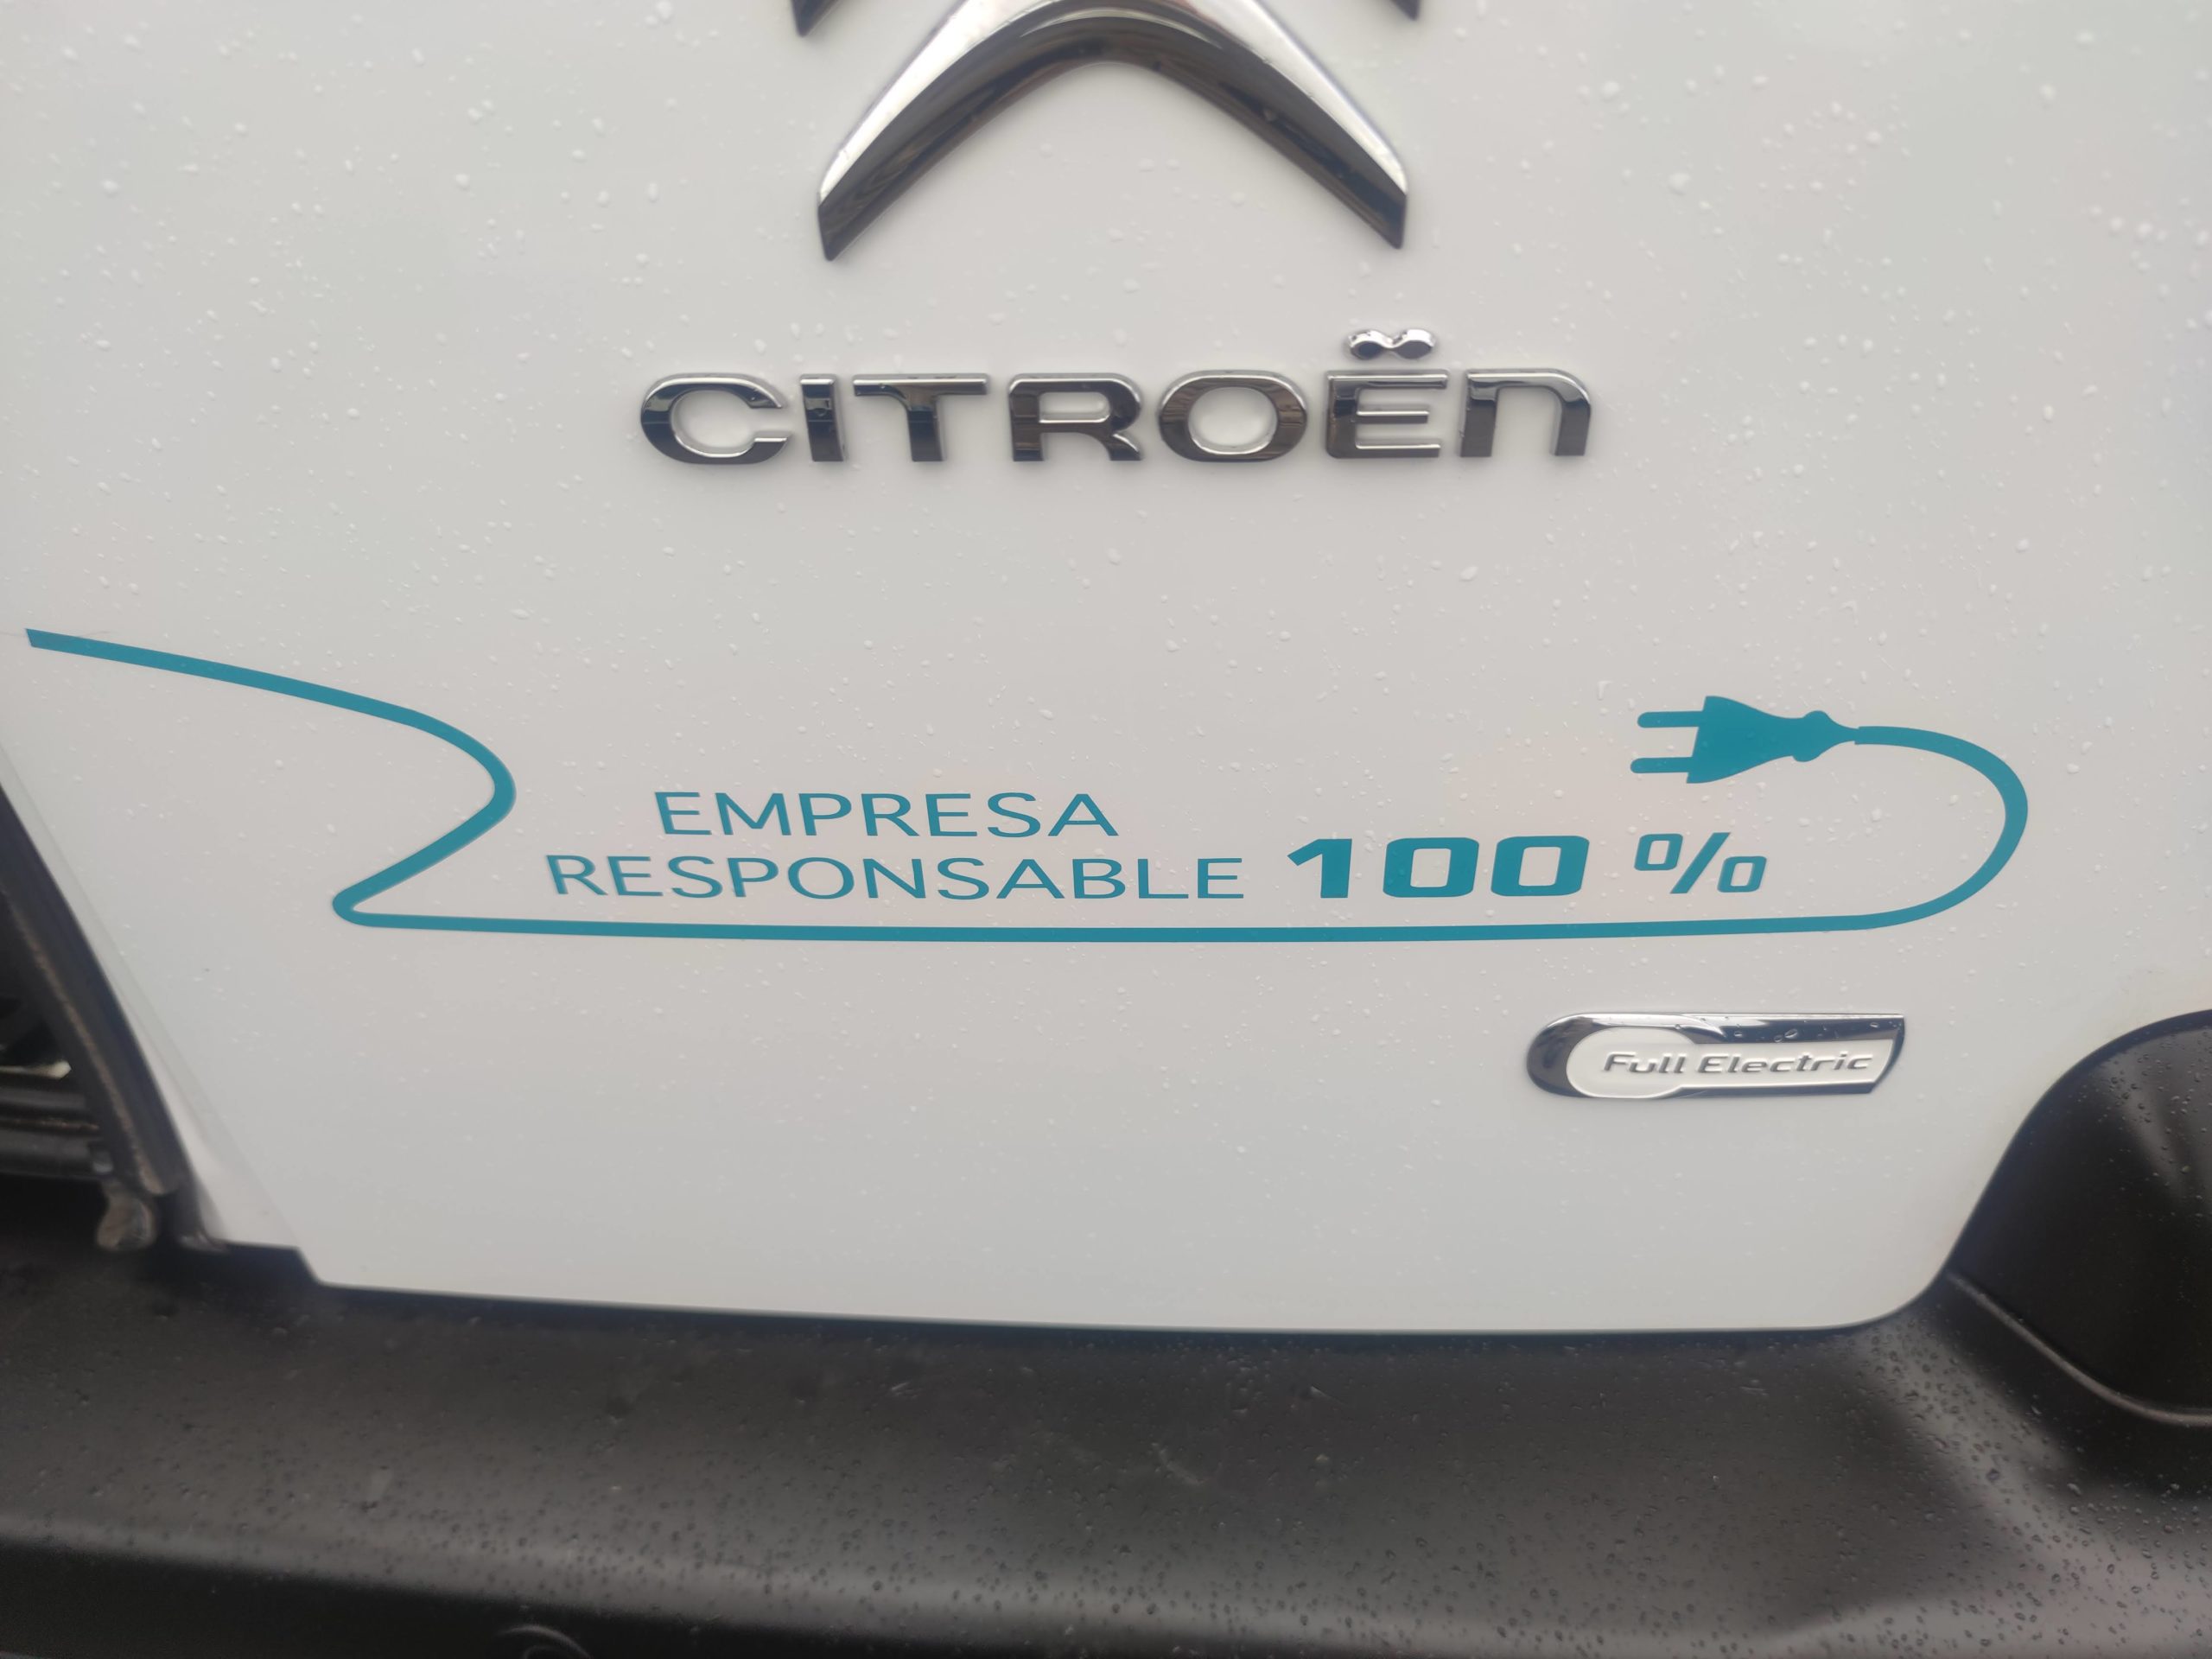 CITROËN
EMPRESA
RESPONSABLE 100 %
Full Electric